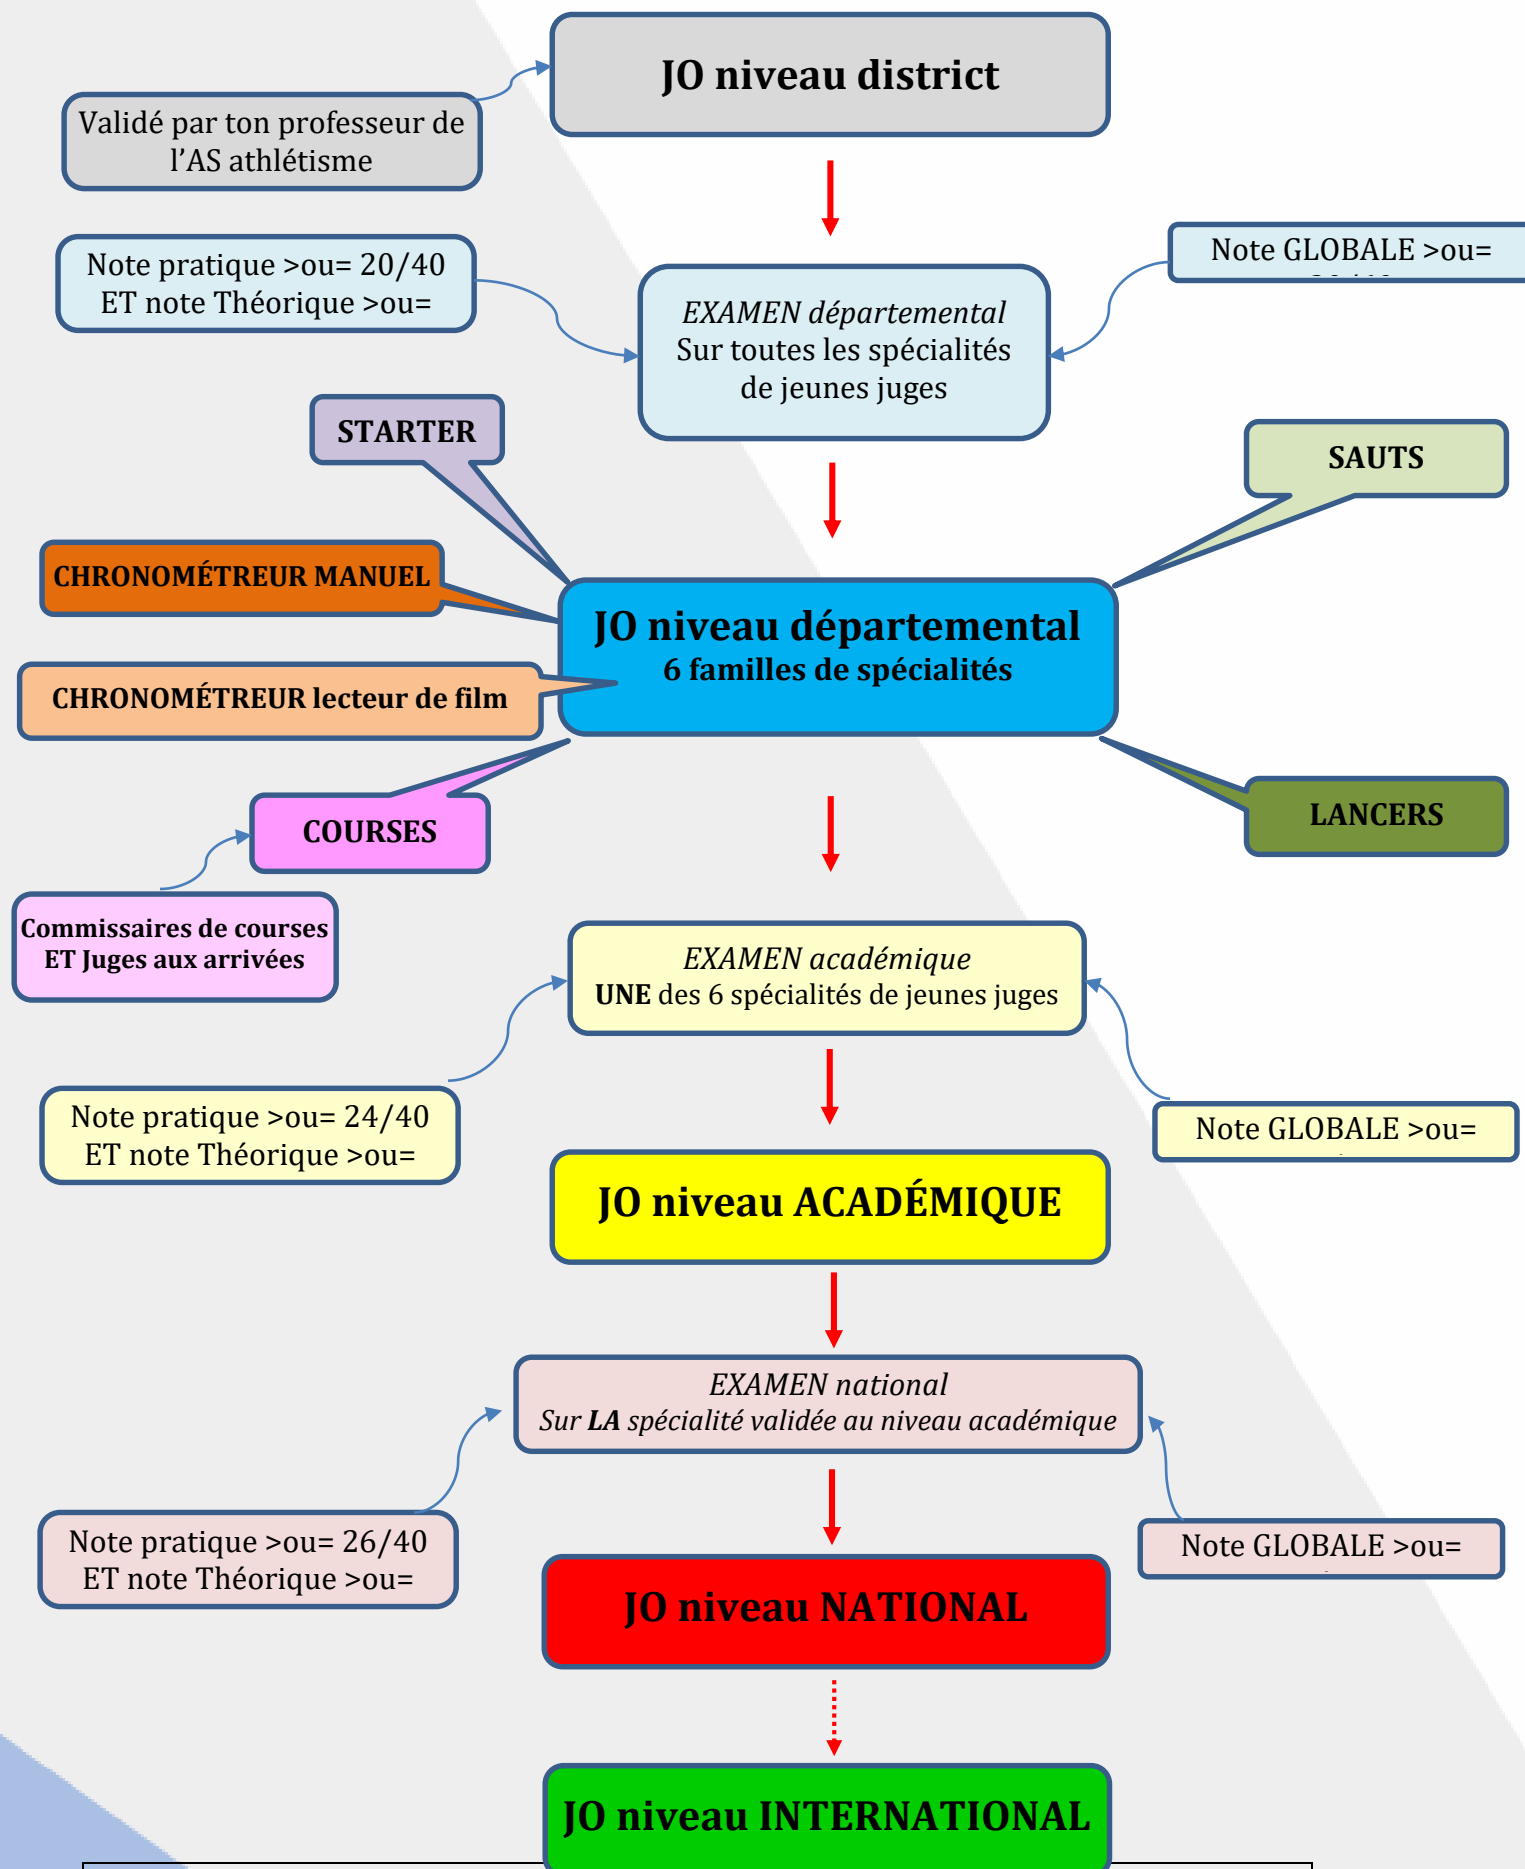 JO niveau district
Validé par ton professeur de
l’AS athlétisme
Note pratique >ou= 20/40
ET note Théorique >ou=
Note GLOBALE >ou=
EXAMEN départemental
Sur toutes les spécialités
de jeunes juges
STARTER
SAUTS
CHRONOMÉTREUR MANUEL
JO niveau départemental
6 familles de spécialités
CHRONOMÉTREUR lecteur de film
COURSES
LANCERS
Commissaires de courses
ET Juges aux arrivées
EXAMEN académique
UNE des 6 spécialités de jeunes juges
Note pratique >ou= 24/40
ET note Théorique >ou=
Note GLOBALE >ou=
JO niveau ACADÉMIQUE
EXAMEN national
Sur LA spécialité validée au niveau académique
Note pratique >ou= 26/40
ET note Théorique >ou=
Note GLOBALE >ou=
JO niveau NATIONAL
JO niveau INTERNATIONAL